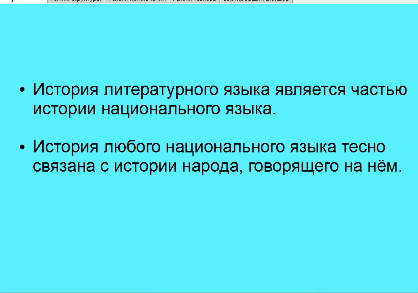 • История литературного языка является частью
истории национального языка.
• История любого национального языка тесно
связана с истории народа, говорящего на нём.